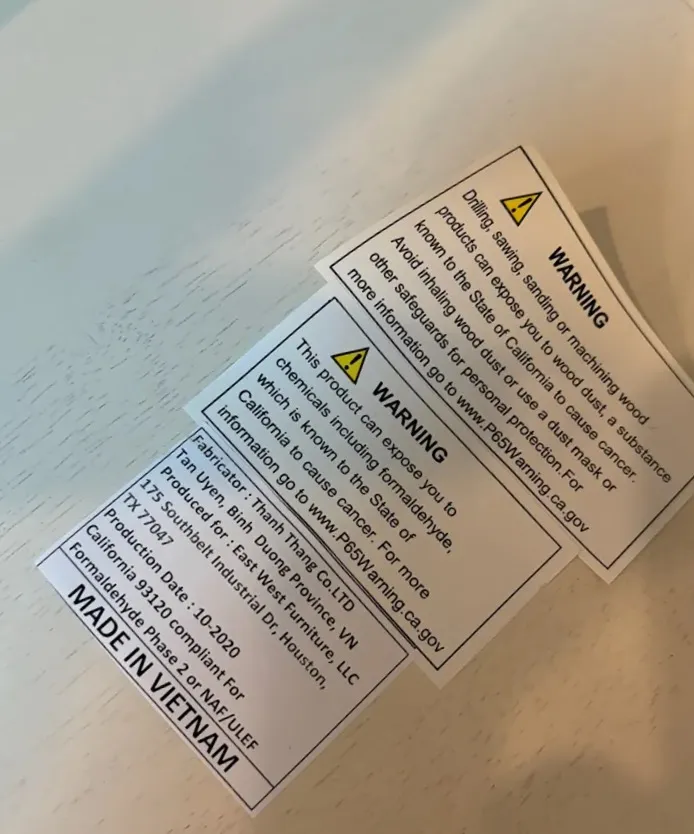 WARNING
Drilling, sawing, sanding or machining wood
products can expose you to wood dust, a substance
known to the State of California to cause cancer.
Avoid inhaling wood dust or use a dust mask or
other safeguards for personal protection.For
more information go to www.P65Warning.ca.gov
WARNING
This product can expose you to
chemicals including formaldehyde,
which is known to the State of
California to cause cancer. For more
information go to www.P65Warning.ca.gov
Fabricator : Thanh Thang Co.LTD
Tan Uyen, Binh Duong Province, VN
Produced for : East West Furniture, LLC
175 Southbelt Industrial Dr, Houston,
TX 77047
Production Date : 10-2020
California 93120 compliant For
Formaldehyde Phase 2 or NAF/ULEF
MADE IN VIETNAM